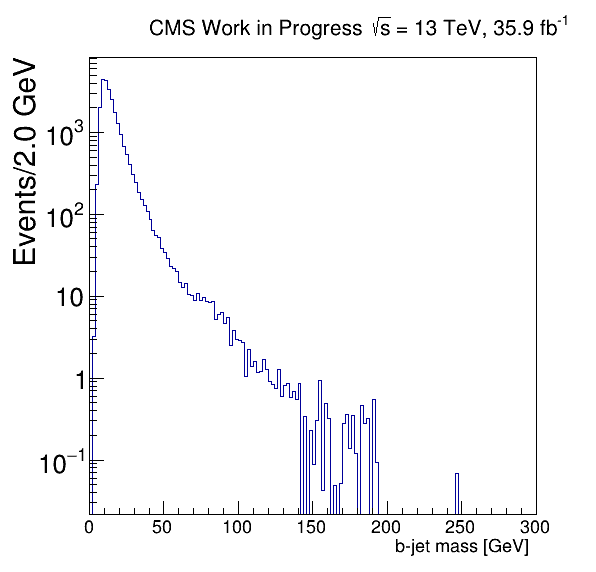 CMS Work in Progress √s = 13 TeV, 35.9 fb⁻¹
Events/2.0 GeV
10³
10²
10
1
10⁻¹
0 50 100 150 200 250 300
b-jet mass [GeV]